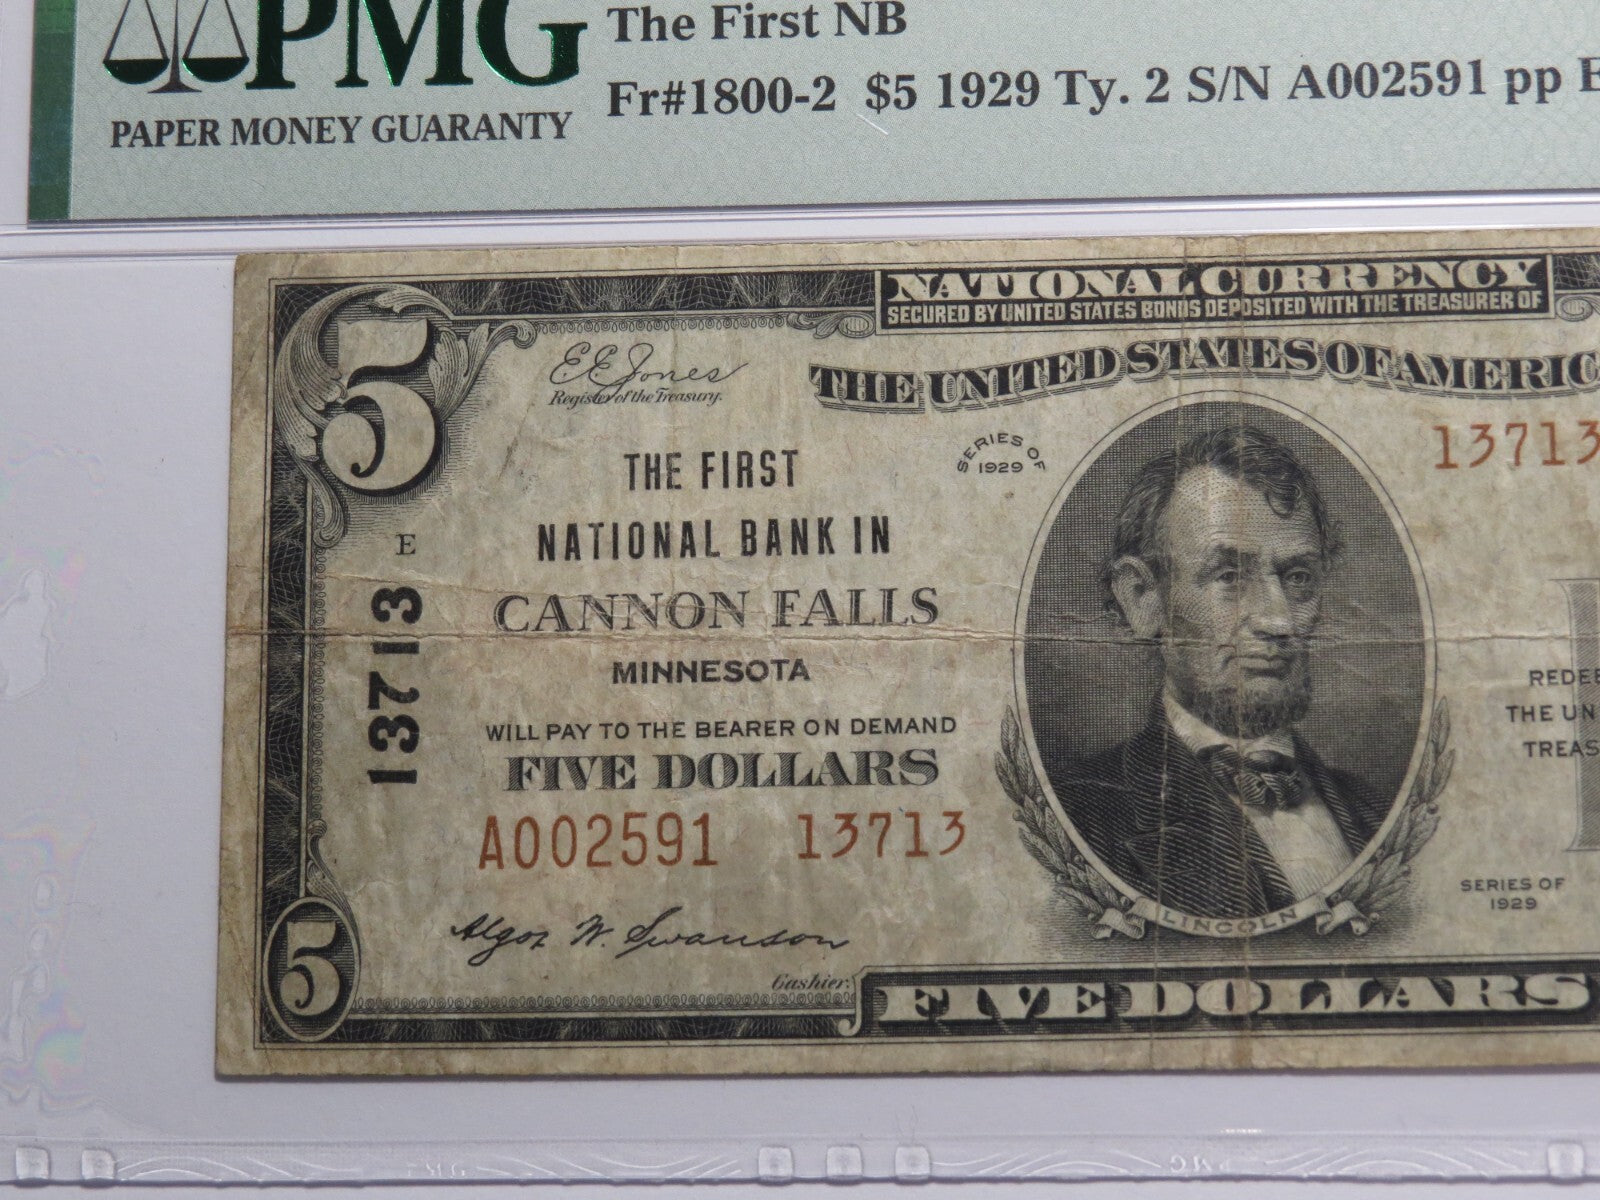 PMG
PAPER MONEY GUARANTY
The First NB
Fr#1800-2 $5 1929 Ty. 2 S/N A002591 pp E
NATIONAL CURRENCY
SECURED BY UNITED STATES BONDS DEPOSITED WITH THE TREASURER OF
THE UNITED STATES OF AMERIC
5
E.E. Jones
Register of the Treasury.
SERIES OF
1929
13713
THE FIRST
NATIONAL BANK IN
E
CANNON FALLS
MINNESOTA
13713
WILL PAY TO THE BEARER ON DEMAND
FIVE DOLLARS
A002591 13713
REDEE
THE UN
TREAS
SERIES OF
1929
LINCOLN
Algot W. Swanson
Cashier.
5
FIVE DOLLARS
PMG